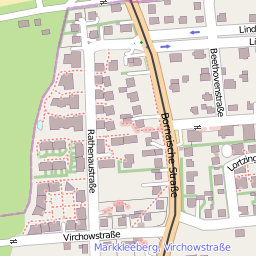 Lind
Beethovenstraße
Bornaische Straße
Rathenaustraße
Lortzing
Virchowstraße
Markkleeberg, Virchowstraße